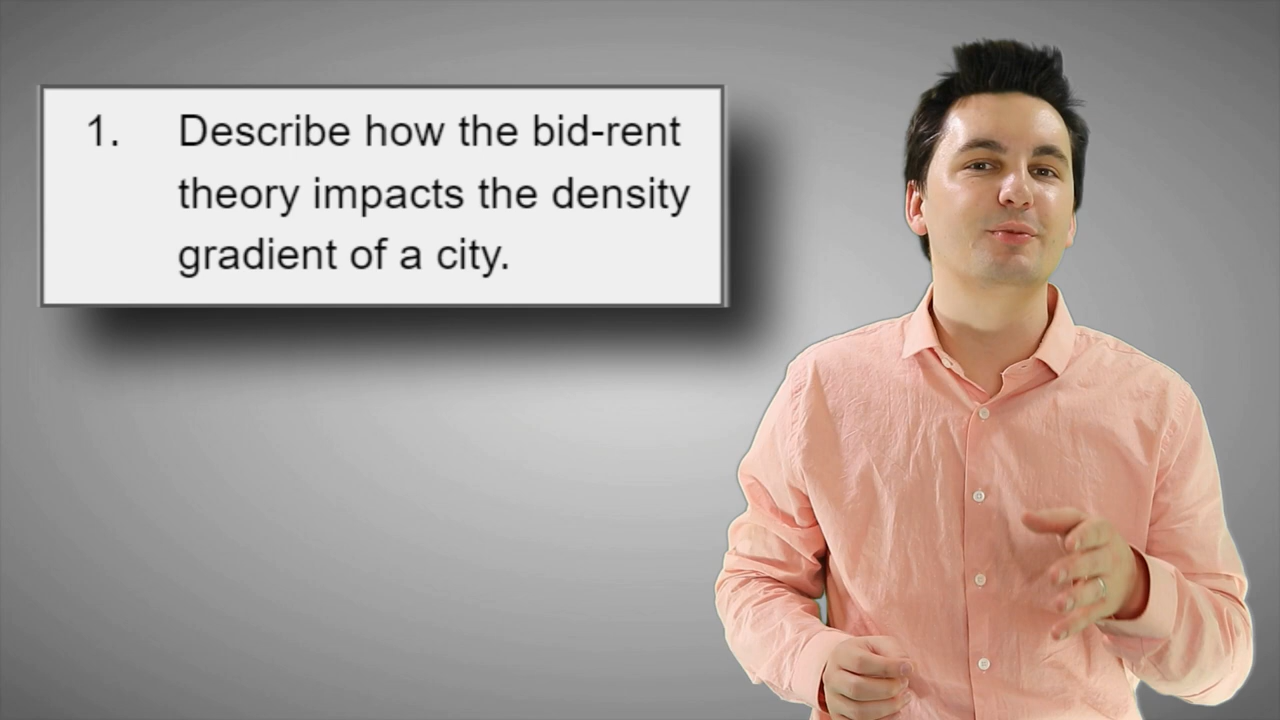 1. Describe how the bid-rent
theory impacts the density
gradient of a city.